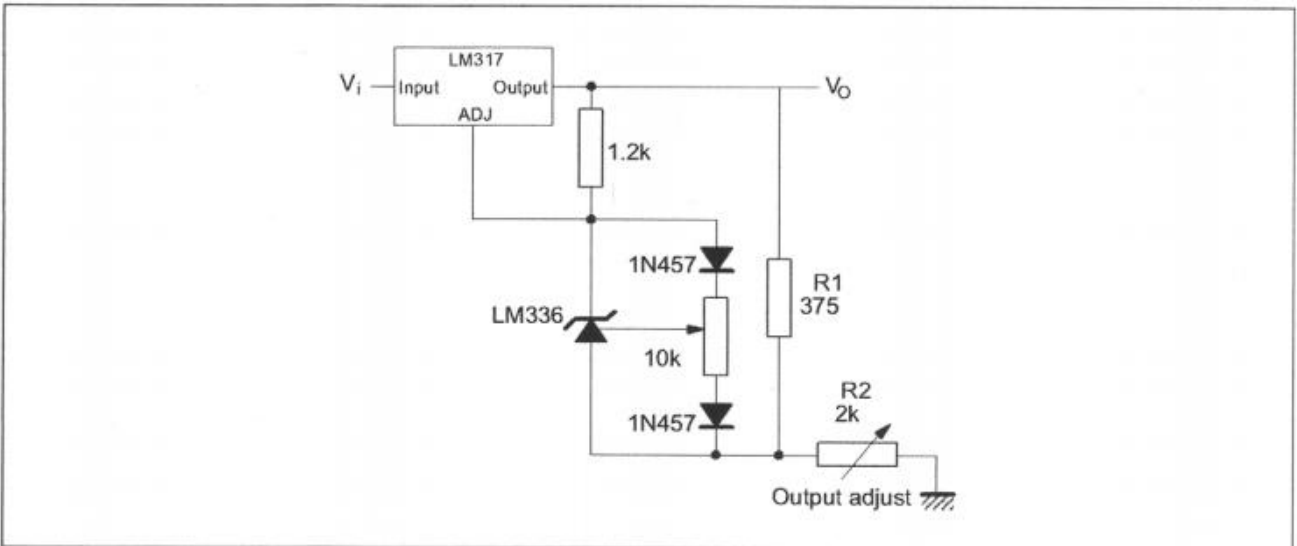 LM317
Vi Input Output VO
ADJ
1.2k
1N457
R1
375
LM336
10k
R2
2k
1N457
Output adjust